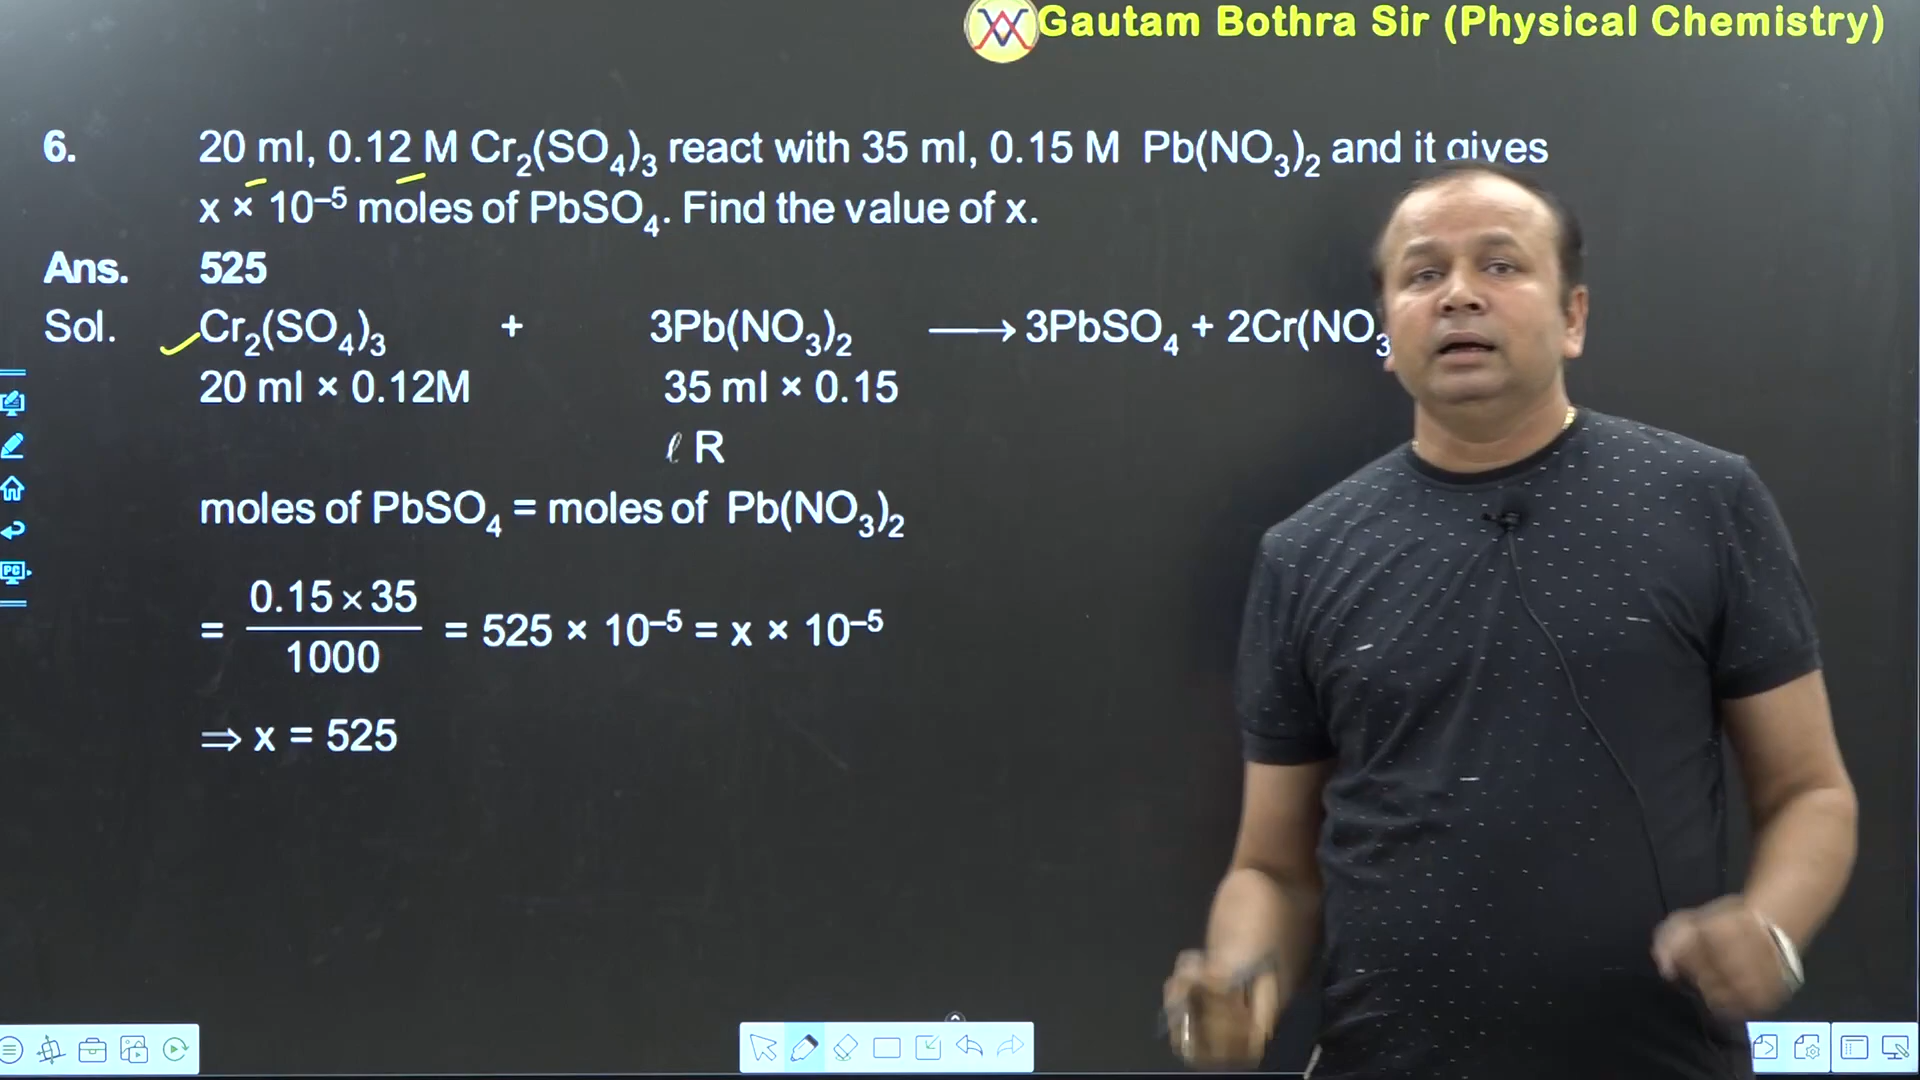 Gautam Bothra Sir (Physical Chemistry)
6. 20 ml, 0.12 M Cr₂(SO₄)₃ react with 35 ml, 0.15 M Pb(NO₃)₂ and it gives
x × 10⁻⁵ moles of PbSO₄. Find the value of x.
Ans. 525
Sol. Cr₂(SO₄)₃ + 3Pb(NO₃)₂ ⟶ 3PbSO₄ + 2Cr(NO₃
20 ml × 0.12M 35 ml × 0.15
ℓ R
moles of PbSO₄ = moles of Pb(NO₃)₂
= 0.15 × 35 / 1000 = 525 × 10⁻⁵ = x × 10⁻⁵
⇒ x = 525
PC